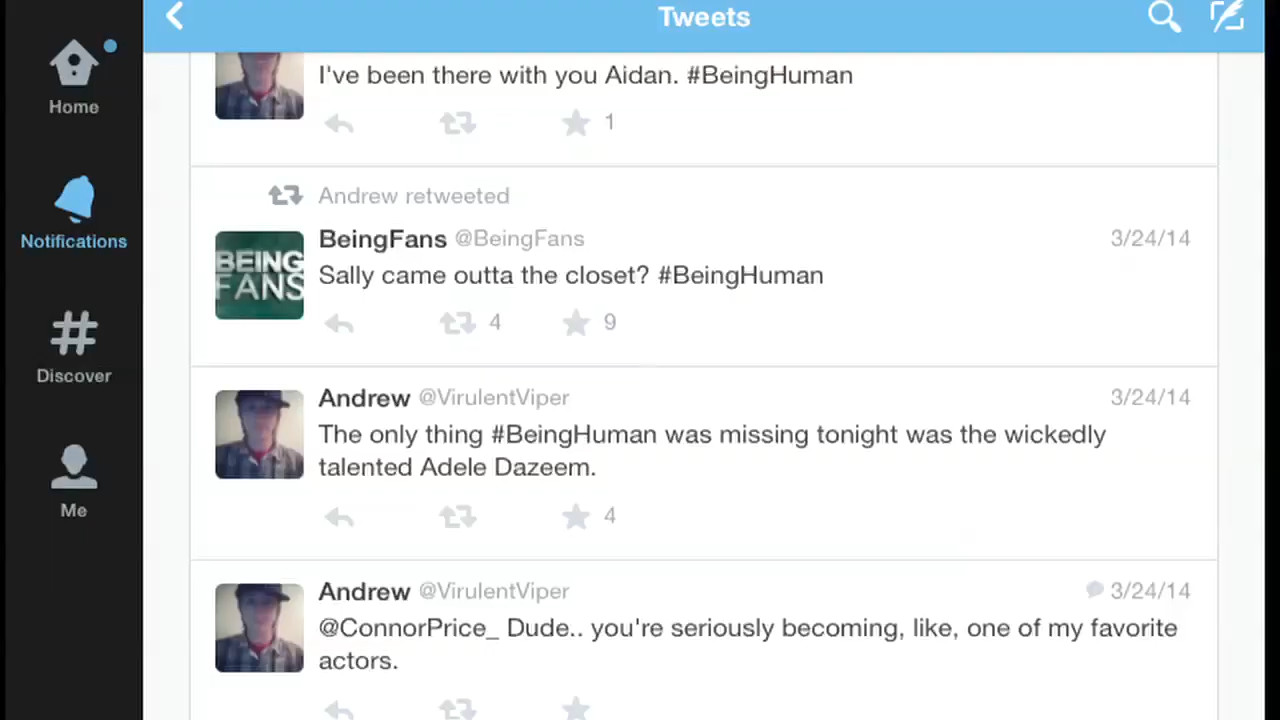 Tweets
Home
Notifications
Discover
Me
I've been there with you Aidan. #BeingHuman
1
Andrew retweeted
BEING
FANS
BeingFans @BeingFans 3/24/14
Sally came outta the closet? #BeingHuman
4 9
Andrew @VirulentViper 3/24/14
The only thing #BeingHuman was missing tonight was the wickedly
talented Adele Dazeem.
4
Andrew @VirulentViper 3/24/14
@ConnorPrice_ Dude.. you're seriously becoming, like, one of my favorite
actors.